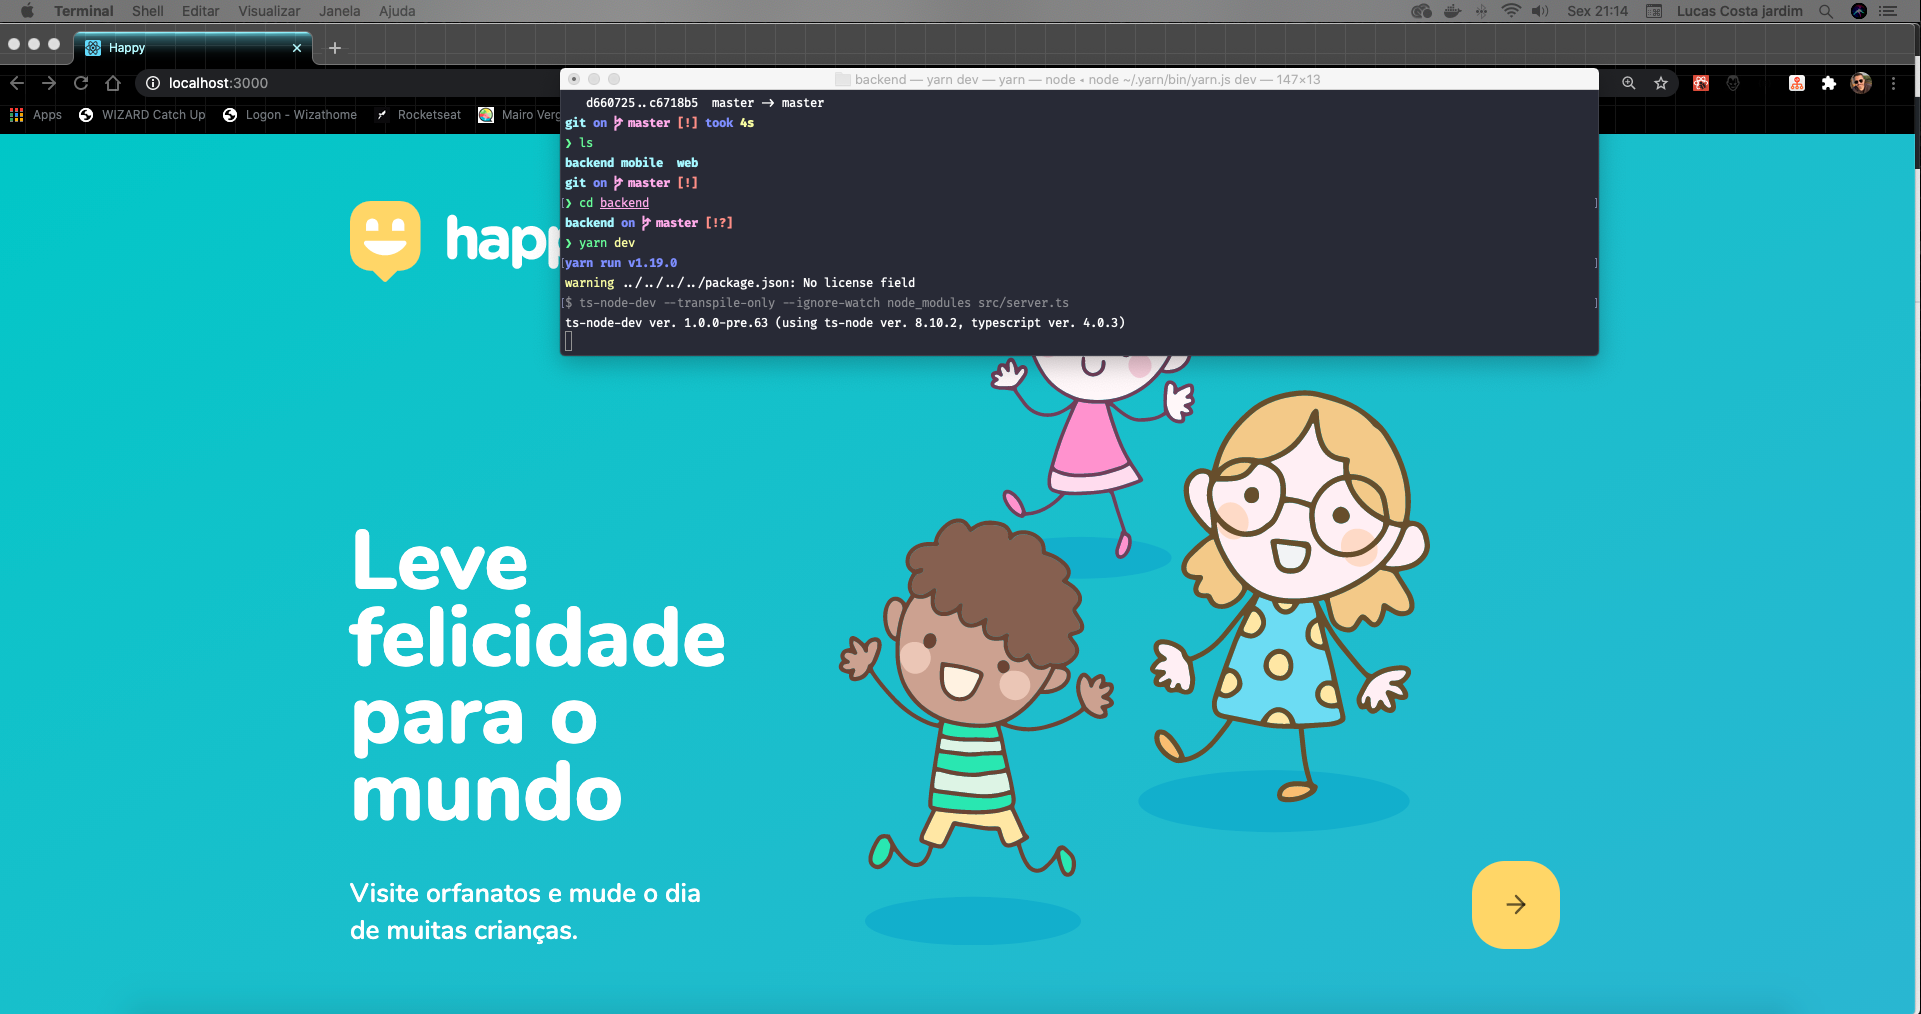 Terminal Shell Editar Visualizar Janela Ajuda Sex 21:14 Lucas Costa jardim
Happy
localhost:3000
Apps WIZARD Catch Up Logon - Wizathome Rocketseat Mairo Verg
backend — yarn dev — yarn — node ◂ node ~/.yarn/bin/yarn.js dev — 147×13
d660725..c6718b5 master -> master
git on master [!] took 4s
❯ ls
backend mobile web
git on master [!]
❯ cd backend
backend on master [!?]
❯ yarn dev
yarn run v1.19.0
warning ../../../../package.json: No license field
$ ts-node-dev --transpile-only --ignore-watch node_modules src/server.ts
ts-node-dev ver. 1.0.0-pre.63 (using ts-node ver. 8.10.2, typescript ver. 4.0.3)
happ
Leve
felicidade
para o
mundo
Visite orfanatos e mude o dia
de muitas crianças.